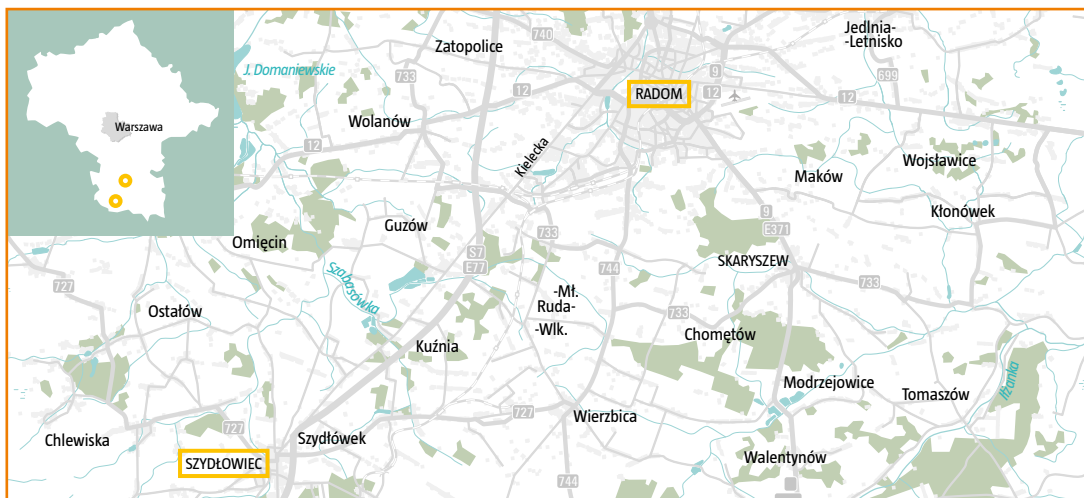 Jedlnia-
-Letnisko
740
Zatopolice
J. Domaniewskie
733
9
699
12
RADOM
12
12
Wolanów
12
Kielecka
Wojsławice
Maków
Kłonówek
Warszawa
Guzów
9
E371
Omięcin
733
S7
E77
744
SKARYSZEW
Szabasówka
727
-Mł.
Ruda-
-Wlk.
733
733
Ostałów
Chomętów
Kuźnia
Iłżanka
Modrzejowice
Tomaszów
727
Wierzbica
727
Chlewiska
Szydłówek
Walentynów
SZYDŁOWIEC
744